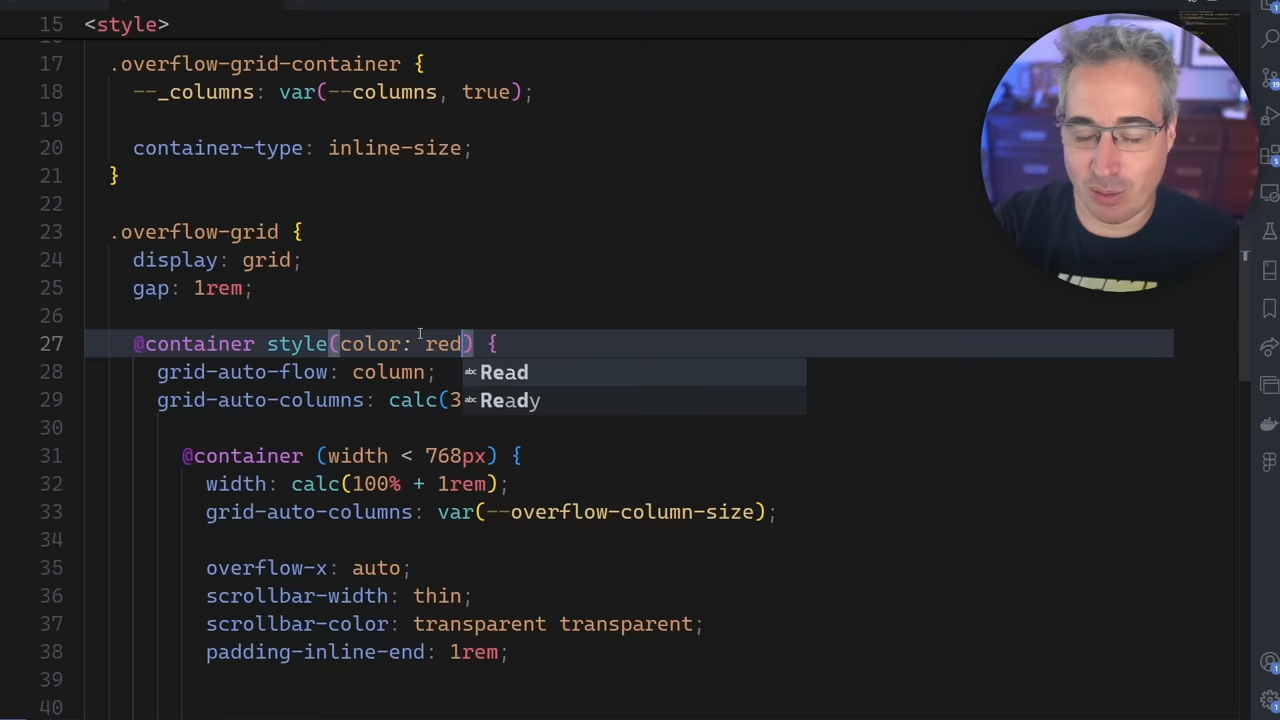 15 <style>
17 .overflow-grid-container {
18 --_columns: var(--columns, true);
19
20 container-type: inline-size;
21 }
22
23 .overflow-grid {
24 display: grid;
25 gap: 1rem;
26
27 @container style(color: red) {
28 grid-auto-flow: column;
Read
29 grid-auto-columns: calc(3
Ready
30
31 @container (width < 768px) {
32 width: calc(100% + 1rem);
33 grid-auto-columns: var(--overflow-column-size);
34
35 overflow-x: auto;
36 scrollbar-width: thin;
37 scrollbar-color: transparent transparent;
38 padding-inline-end: 1rem;
39
40